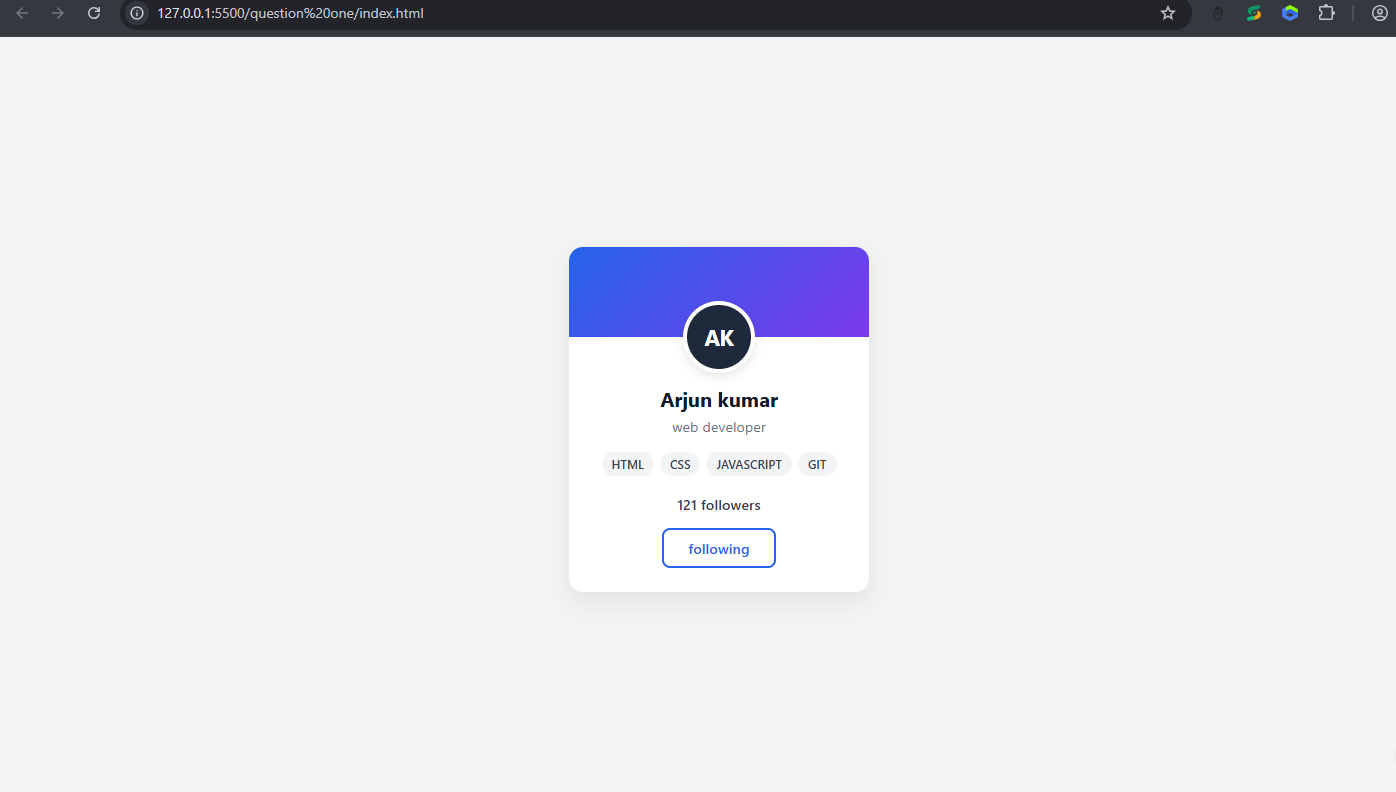 127.0.0.1:5500/question%20one/index.html
AK
Arjun kumar
web developer
HTML CSS JAVASCRIPT GIT
121 followers
following